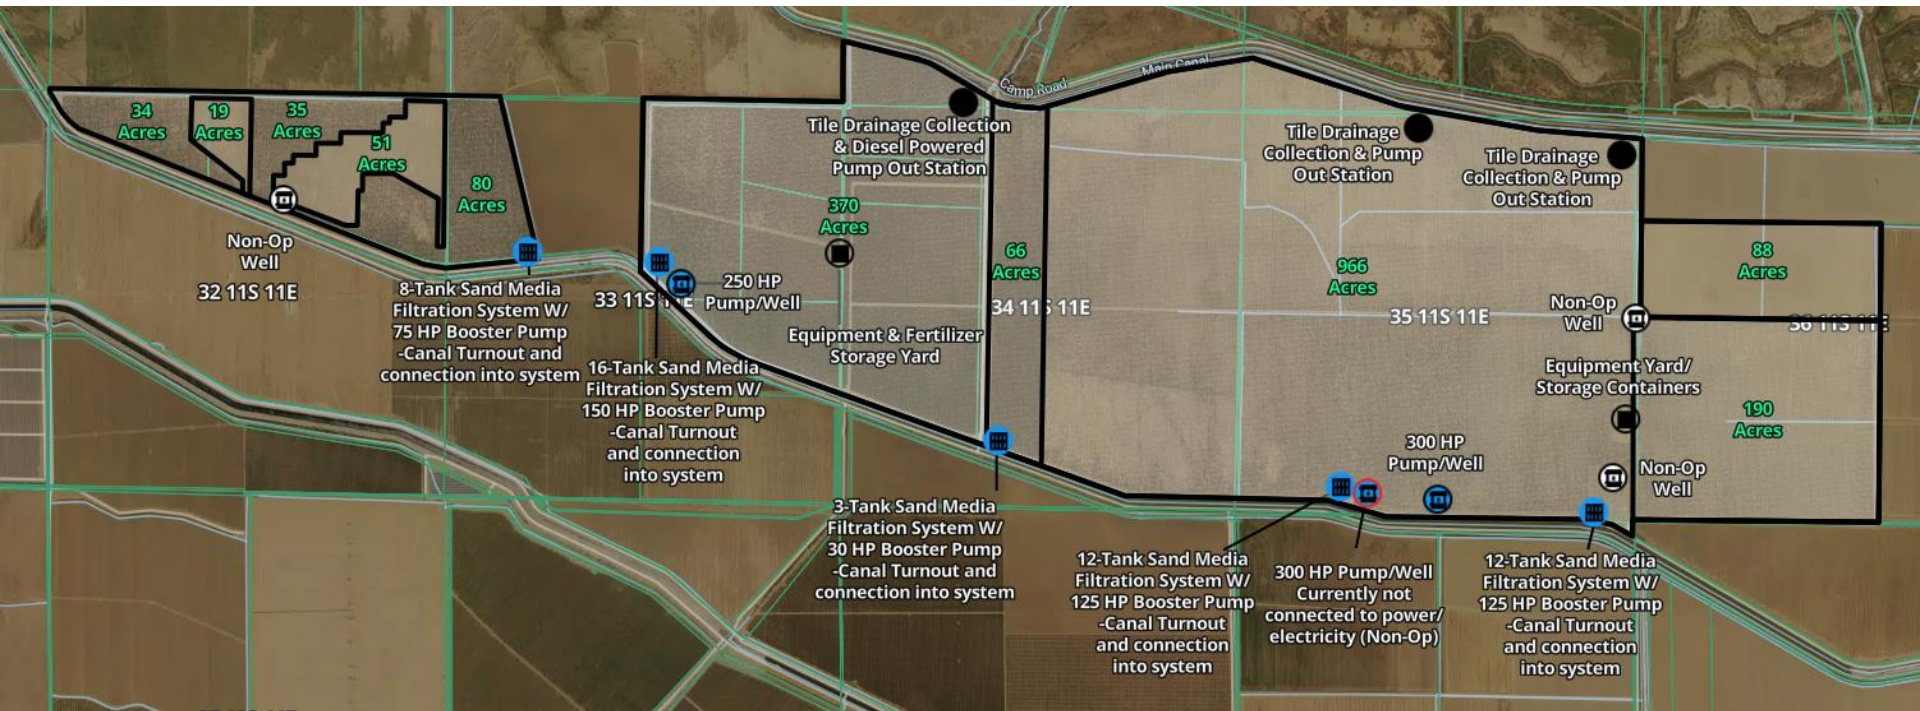 Camp Road
Main Canal
34
Acres
19
Acres
35
Acres
51
Acres
80
Acres
Non-Op
Well
32 11S 11E
8-Tank Sand Media
Filtration System W/
75 HP Booster Pump
-Canal Turnout and
connection into system
33 11S 11E
250 HP
Pump/Well
16-Tank Sand Media
Filtration System W/
150 HP Booster Pump
-Canal Turnout
and connection
into system
Tile Drainage Collection
& Diesel Powered
Pump Out Station
370
Acres
Equipment & Fertilizer
Storage Yard
66
Acres
34 11S 11E
3-Tank Sand Media
Filtration System W/
30 HP Booster Pump
-Canal Turnout and
connection into system
Tile Drainage
Collection & Pump
Out Station
Tile Drainage
Collection & Pump
Out Station
966
Acres
35 11S 11E
Non-Op
Well
Equipment Yard/
Storage Containers
300 HP
Pump/Well
Non-Op
Well
88
Acres
36 11S 11E
190
Acres
12-Tank Sand Media
Filtration System W/
125 HP Booster Pump
-Canal Turnout
and connection
into system
300 HP Pump/Well
Currently not
connected to power/
electricity (Non-Op)
12-Tank Sand Media
Filtration System W/
125 HP Booster Pump
-Canal Turnout
and connection
into system